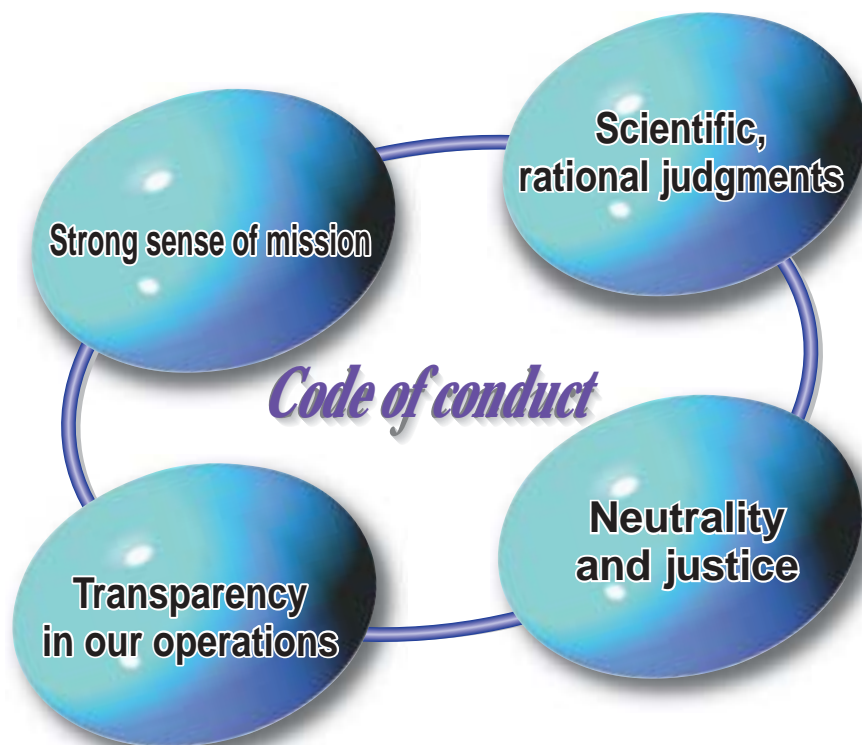 Scientific,
rational judgments
Strong sense of mission
Code of conduct
Neutrality
and justice
Transparency
in our operations